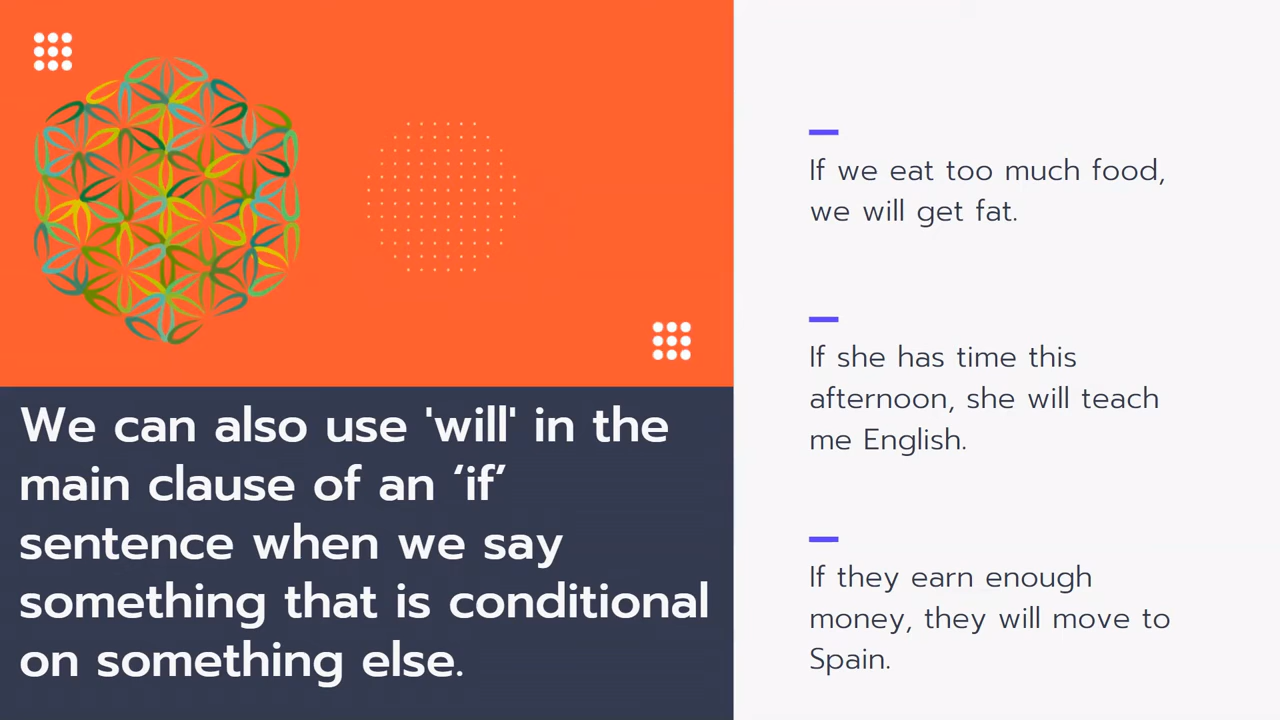 We can also use 'will' in the
main clause of an ‘if’
sentence when we say
something that is conditional
on something else.
If we eat too much food,
we will get fat.
If she has time this
afternoon, she will teach
me English.
If they earn enough
money, they will move to
Spain.